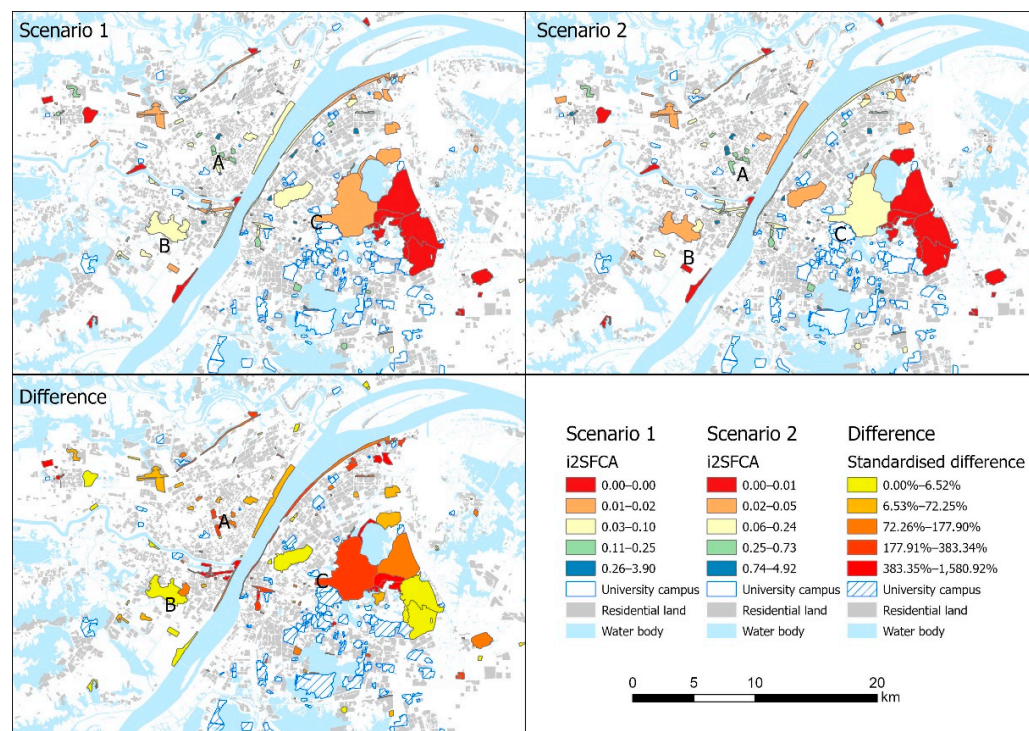 Scenario 1
A
B
C
Scenario 2
A
B
C
Difference
A
B
C
Scenario 1 Scenario 2 Difference
i2SFCA i2SFCA Standardised difference
0.00–0.00 0.00–0.01 0.00%–6.52%
0.01–0.02 0.02–0.05 6.53%–72.25%
0.03–0.10 0.06–0.24 72.26%–177.90%
0.11–0.25 0.25–0.73 177.91%–383.34%
0.26–3.90 0.74–4.92 383.35%–1,580.92%
University campus University campus University campus
Residential land Residential land Residential land
Water body Water body Water body
0 5 10 20
km